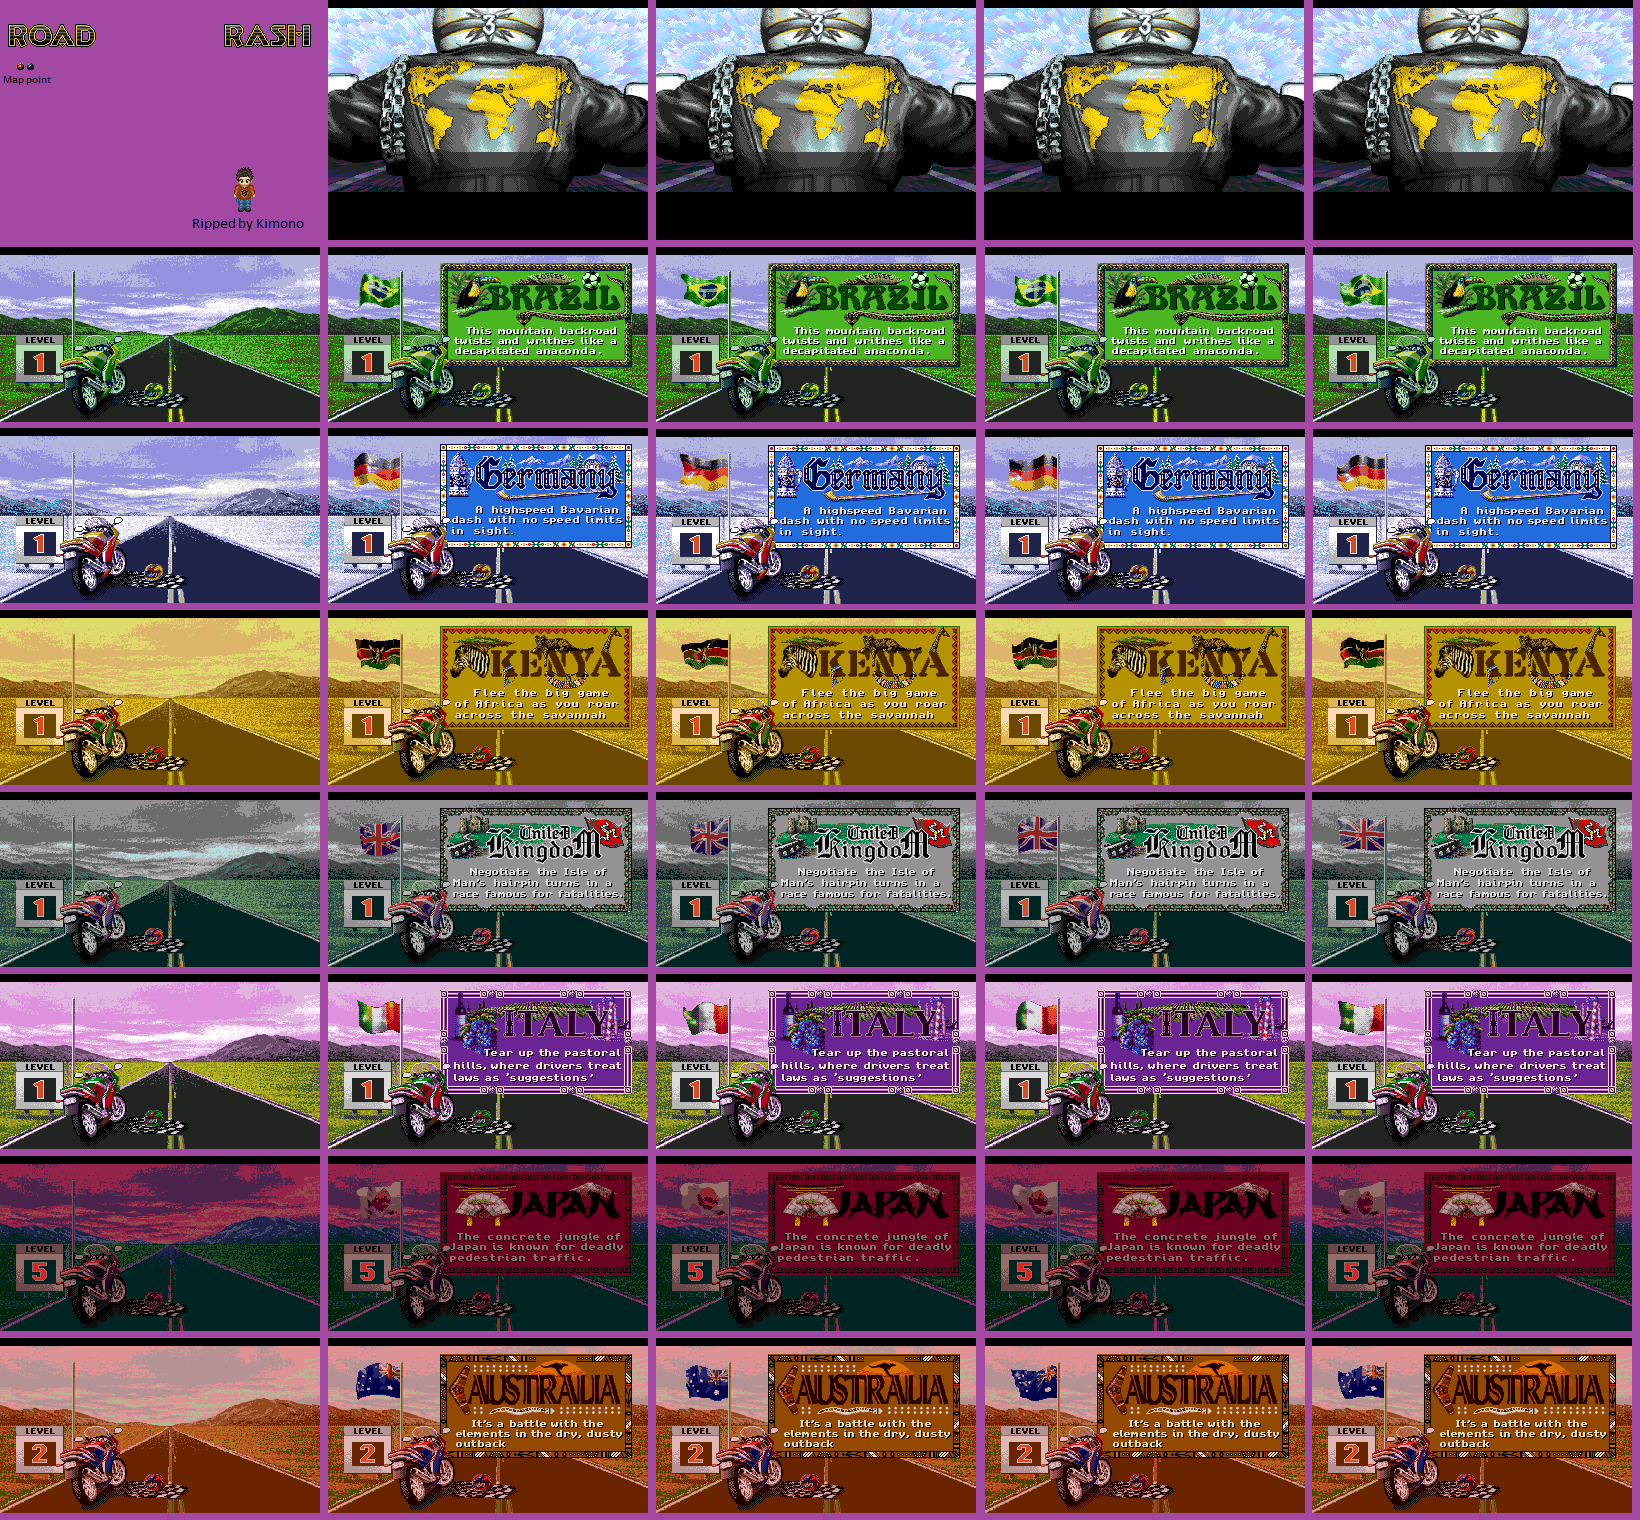 ROAD RASH
Map point
Ripped by Kimono
3 3 3 3
LEVEL 1
LEVEL 1
BRAZIL
This mountain backroad
twists and writhes like a
decapitated anaconda.
LEVEL 1
BRAZIL
This mountain backroad
twists and writhes like a
decapitated anaconda.
LEVEL 1
BRAZIL
This mountain backroad
twists and writhes like a
decapitated anaconda.
LEVEL 1
BRAZIL
This mountain backroad
twists and writhes like a
decapitated anaconda.
LEVEL 1
LEVEL 1
Germany
A highspeed Bavarian
dash with no speed limits
in sight.
LEVEL 1
Germany
A highspeed Bavarian
dash with no speed limits
in sight.
LEVEL 1
Germany
A highspeed Bavarian
dash with no speed limits
in sight.
LEVEL 1
Germany
A highspeed Bavarian
dash with no speed limits
in sight.
LEVEL 1
LEVEL 1
KENYA
Flee the big game
of Africa as you roar
across the savannah
LEVEL 1
KENYA
Flee the big game
of Africa as you roar
across the savannah
LEVEL 1
KENYA
Flee the big game
of Africa as you roar
across the savannah
LEVEL 1
KENYA
Flee the big game
of Africa as you roar
across the savannah
LEVEL 1
LEVEL 1
UniteD
KingdoM
Negotiate the Isle of
Man's hairpin turns in a
race famous for fatalities.
LEVEL 1
UniteD
KingdoM
Negotiate the Isle of
Man's hairpin turns in a
race famous for fatalities.
LEVEL 1
UniteD
KingdoM
Negotiate the Isle of
Man's hairpin turns in a
race famous for fatalities.
LEVEL 1
UniteD
KingdoM
Negotiate the Isle of
Man's hairpin turns in a
race famous for fatalities.
LEVEL 1
LEVEL 1
ITALY
Tear up the pastoral
hills, where drivers treat
laws as 'suggestions'
LEVEL 1
ITALY
Tear up the pastoral
hills, where drivers treat
laws as 'suggestions'
LEVEL 1
ITALY
Tear up the pastoral
hills, where drivers treat
laws as 'suggestions'
LEVEL 1
ITALY
Tear up the pastoral
hills, where drivers treat
laws as 'suggestions'
LEVEL 5
LEVEL 5
JAPAN
The concrete jungle of
Japan is known for deadly
pedestrian traffic.
LEVEL 5
JAPAN
The concrete jungle of
Japan is known for deadly
pedestrian traffic.
LEVEL 5
JAPAN
The concrete jungle of
Japan is known for deadly
pedestrian traffic.
LEVEL 5
JAPAN
The concrete jungle of
Japan is known for deadly
pedestrian traffic.
LEVEL 2
LEVEL 2
AUSTRALIA
It's a battle with the
elements in the dry, dusty
outback
LEVEL 2
AUSTRALIA
It's a battle with the
elements in the dry, dusty
outback
LEVEL 2
AUSTRALIA
It's a battle with the
elements in the dry, dusty
outback
LEVEL 2
AUSTRALIA
It's a battle with the
elements in the dry, dusty
outback